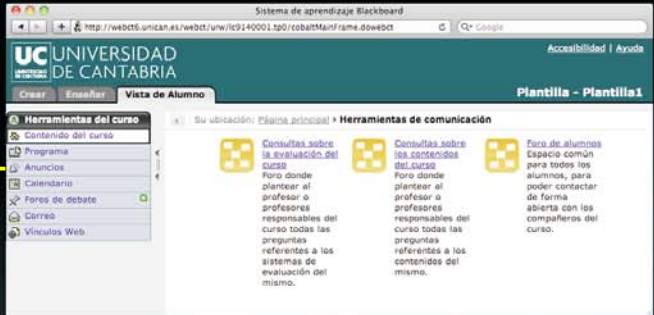 Sistema de aprendizaje Blackboard
http://webct6.unican.es/webct/urw/lc9140001.tp0/cobaltMainFrame.dowebct
Google
UC UNIVERSIDAD
DE CANTABRIA
Accesibilidad | Ayuda
Crear
Enseñar
Vista de Alumno
Plantilla - Plantilla1
Herramientas del curso
Su ubicación: Página principal › Herramientas de comunicación
Contenido del curso
Programa
Anuncios
Calendario
Foros de debate
Correo
Vínculos Web
Consultas sobre
la evaluación del
curso
Foro donde
plantear al
profesor o
profesores
responsables del
curso todas las
preguntas
referentes a los
sistemas de
evaluación del
mismo.
Consultas sobre
los contenidos
del curso
Foro donde
plantear al
profesor o
profesores
responsables del
curso todas las
preguntas
referentes a los
contenidos del
mismo.
Foro de alumnos
Espacio común
para todos los
alumnos, para
poder contactar
de forma
abierta con los
compañeros del
curso.